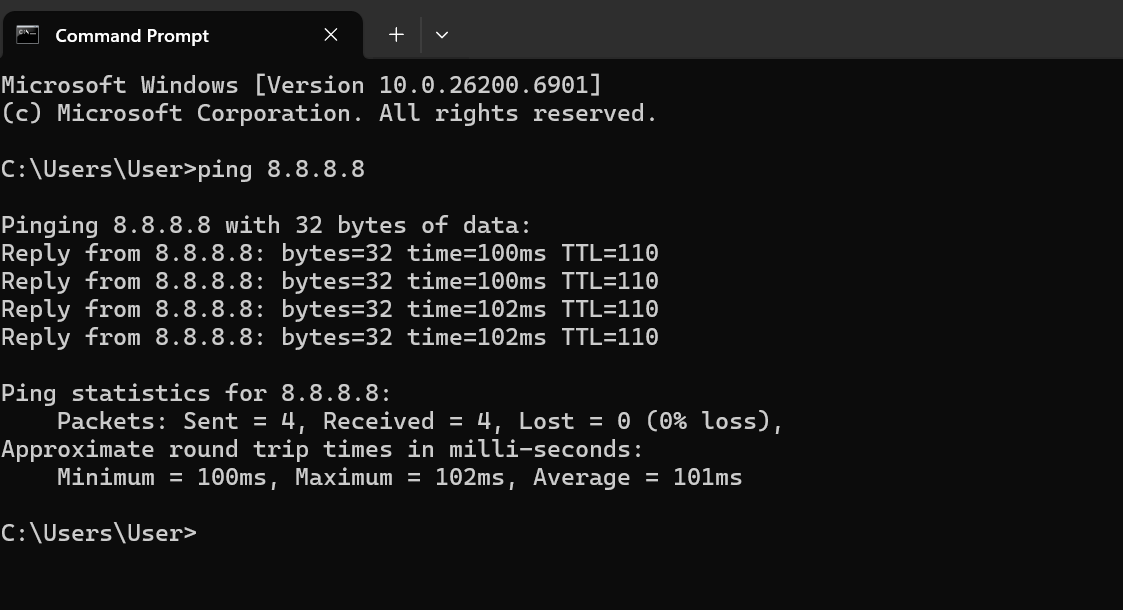 Command Prompt
Microsoft Windows [Version 10.0.26200.6901]
(c) Microsoft Corporation. All rights reserved.
C:\Users\User>ping 8.8.8.8
Pinging 8.8.8.8 with 32 bytes of data:
Reply from 8.8.8.8: bytes=32 time=100ms TTL=110
Reply from 8.8.8.8: bytes=32 time=100ms TTL=110
Reply from 8.8.8.8: bytes=32 time=102ms TTL=110
Reply from 8.8.8.8: bytes=32 time=102ms TTL=110
Ping statistics for 8.8.8.8:
    Packets: Sent = 4, Received = 4, Lost = 0 (0% loss),
Approximate round trip times in milli-seconds:
    Minimum = 100ms, Maximum = 102ms, Average = 101ms
C:\Users\User>